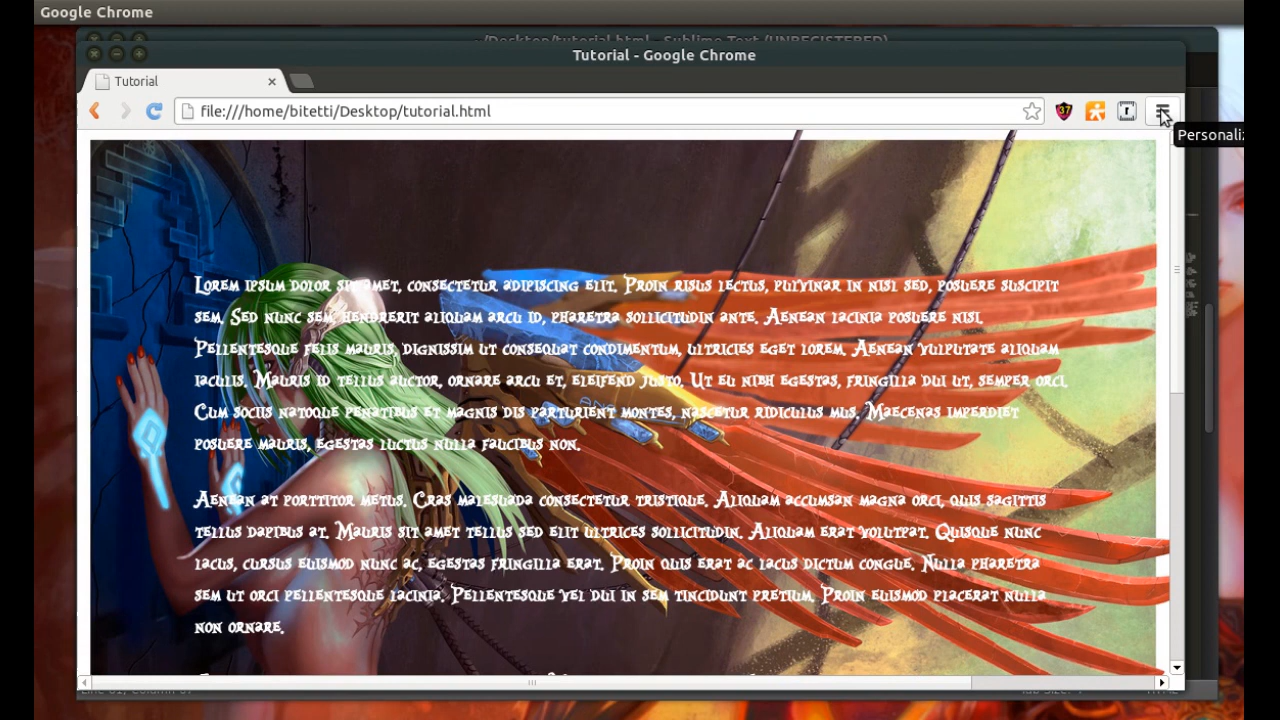 Google Chrome
~/Desktop/tutorial.html - Sublime Text (UNREGISTERED)
Tutorial - Google Chrome
Tutorial
file:///home/bitetti/Desktop/tutorial.html
37
r
Personaliz
Lorem ipsum dolor sit amet, consectetur adipiscing elit. Proin risus lectus, pulvinar in nisl sed, posuere suscipit
sem. Sed nunc sem, hendrerit aliquam arcu id, pharetra sollicitudin ante. Aenean lacinia posuere nisl.
Pellentesque felis mauris, dignissim ut consequat condimentum, ultricies eget lorem. Aenean vulputate aliquam
iaculis. Mauris id tellus auctor, ornare arcu et, eleifend justo. Ut eu nibh egestas, fringilla dui ut, semper orci.
Cum sociis natoque penatibus et magnis dis parturient montes, nascetur ridiculus mus. Maecenas imperdiet
posuere mauris, egestas luctus nulla faucibus non.
Aenean at porttitor metus. Cras malesuada consectetur tristique. Aliquam accumsan magna orci, quis sagittis
tellus dapibus at. Mauris sit amet tellus sed elit ultrices sollicitudin. Aliquam erat volutpat. Quisque nunc
lacus, cursus euismod nunc ac, egestas fringilla erat. Proin quis erat ac lacus dictum congue. Nulla pharetra
sem ut orci pellentesque lacinia. Pellentesque vel dui in sem tincidunt pretium. Proin euismod placerat nulla
non ornare.